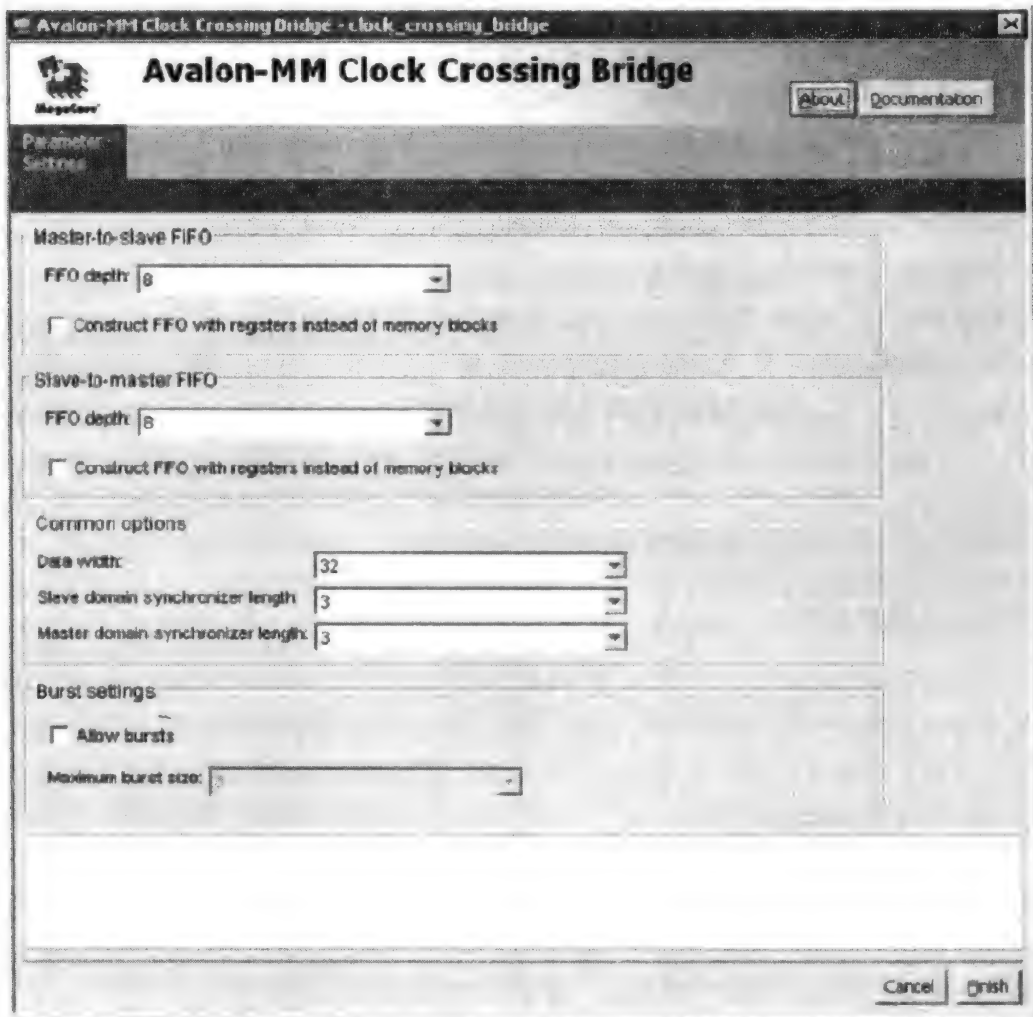 Avalon-MM Clock Crossing Bridge - clock_crossing_bridge
MegaCore
Avalon-MM Clock Crossing Bridge
About
Documentation
Parameter
Settings
Master-to-slave FIFO
FIFO depth: 8
Construct FIFO with registers instead of memory blocks
Slave-to-master FIFO
FIFO depth: 8
Construct FIFO with registers instead of memory blocks
Common options
Data width: 32
Slave domain synchronizer length: 3
Master domain synchronizer length: 3
Burst settings
Allow bursts
Maximum burst size:
Cancel
Finish